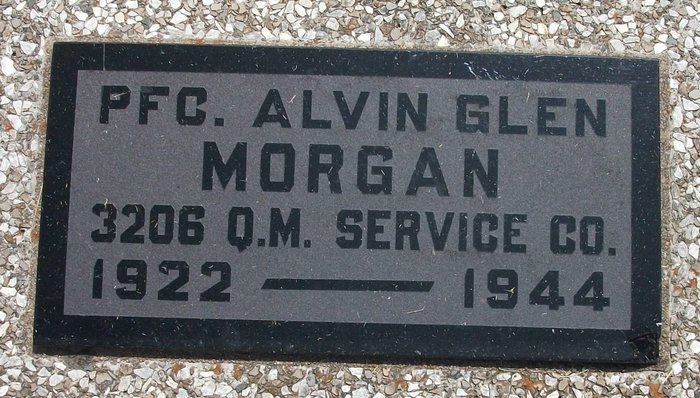 PFC. ALVIN GLEN
MORGAN
3206 Q.M. SERVICE CO.
1922 — 1944